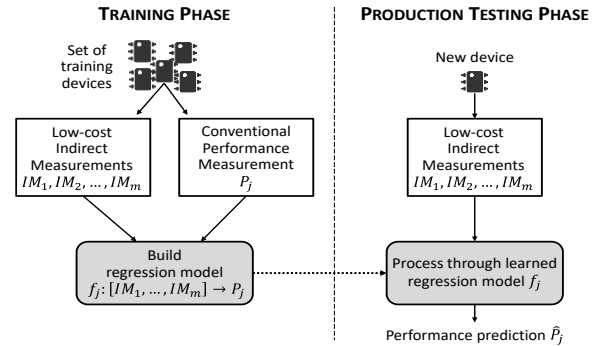 TRAINING PHASE
Set of
training
devices
Low-cost
Indirect
Measurements
IM₁, IM₂, … , IMₘ
Conventional
Performance
Measurement
Pⱼ
Build
regression model
fⱼ: [IM₁, … , IMₘ] → Pⱼ
PRODUCTION TESTING PHASE
New device
Low-cost
Indirect
Measurements
IM₁, IM₂, … , IMₘ
Process through learned
regression model fⱼ
Performance prediction P̂ⱼ